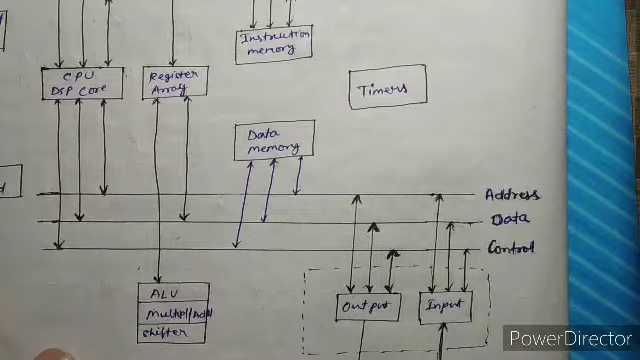 Instruction
memory
CPU
DSP Core
Register
Array
Timers
Data
memory
Address
Data
Control
ALU
Shifter
Output
Input
PowerDirector